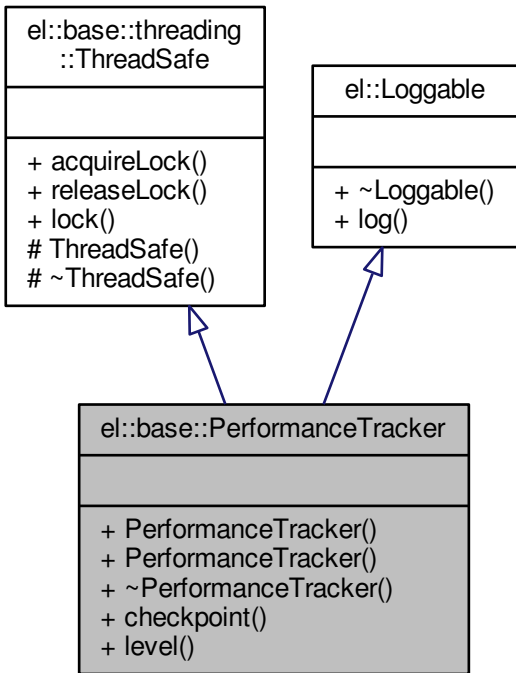 el::base::threading
::ThreadSafe
+ acquireLock()
+ releaseLock()
+ lock()
# ThreadSafe()
# ~ThreadSafe()
el::Loggable
+ ~Loggable()
+ log()
el::base::PerformanceTracker
+ PerformanceTracker()
+ PerformanceTracker()
+ ~PerformanceTracker()
+ checkpoint()
+ level()